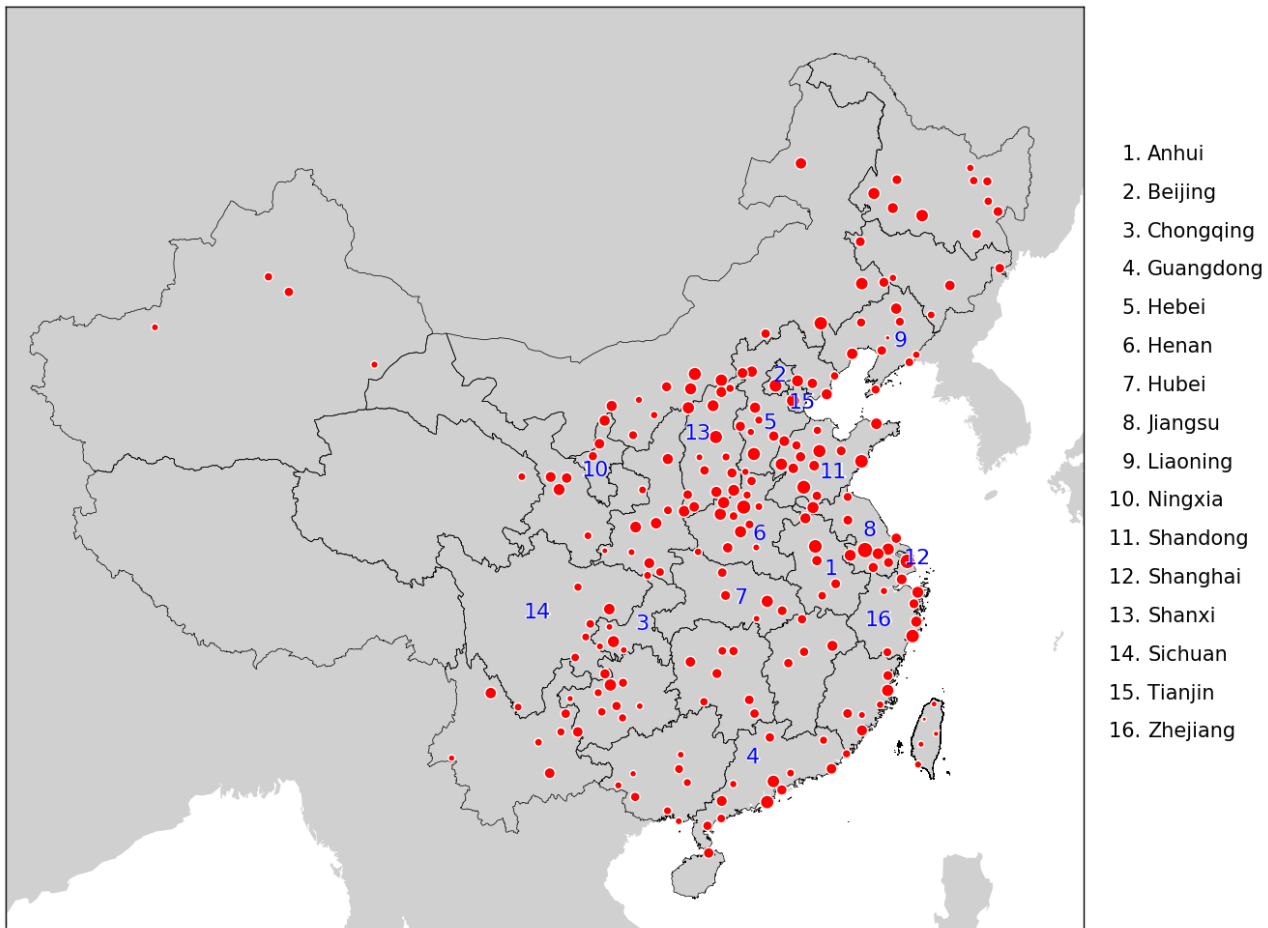 1. Anhui
2. Beijing
3. Chongqing
4. Guangdong
5. Hebei
6. Henan
7. Hubei
8. Jiangsu
9. Liaoning
10. Ningxia
11. Shandong
12. Shanghai
13. Shanxi
14. Sichuan
15. Tianjin
16. Zhejiang
9
2
15
5
13
10
11
8
6
12
1
7
14
3
16
4